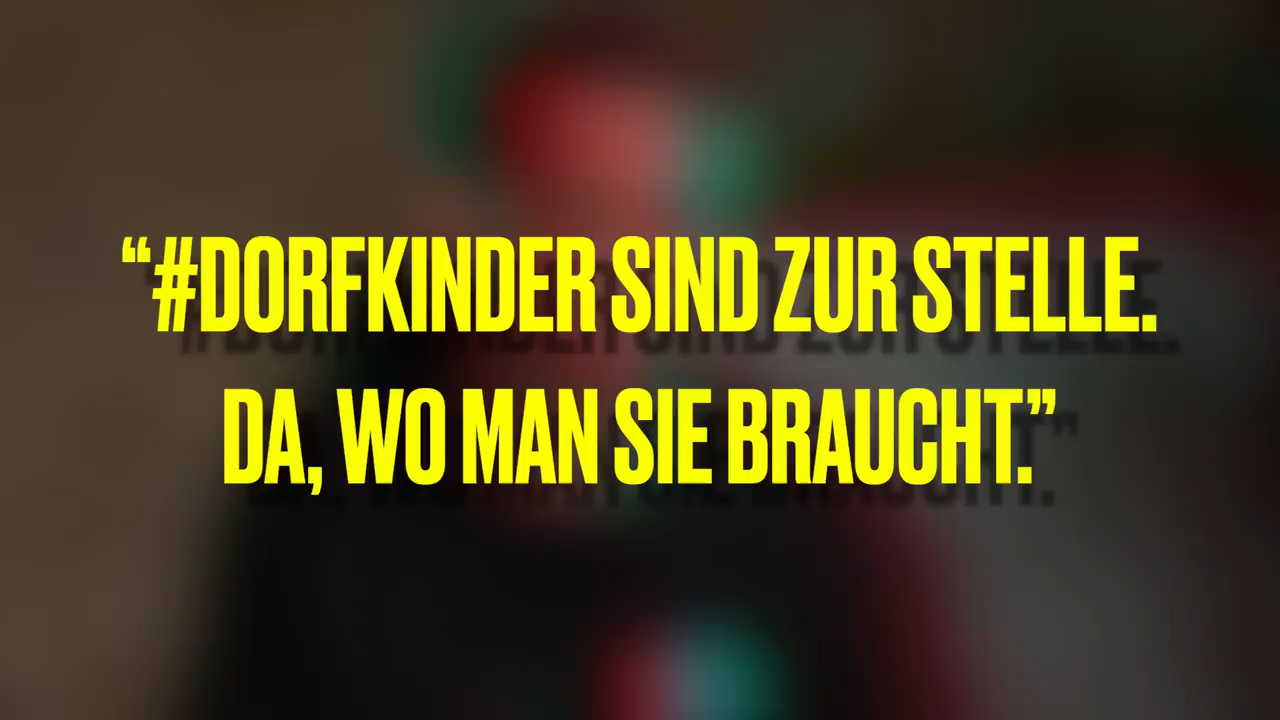 “#DORFKINDER SIND ZUR STELLE.
DA, WO MAN SIE BRAUCHT.”